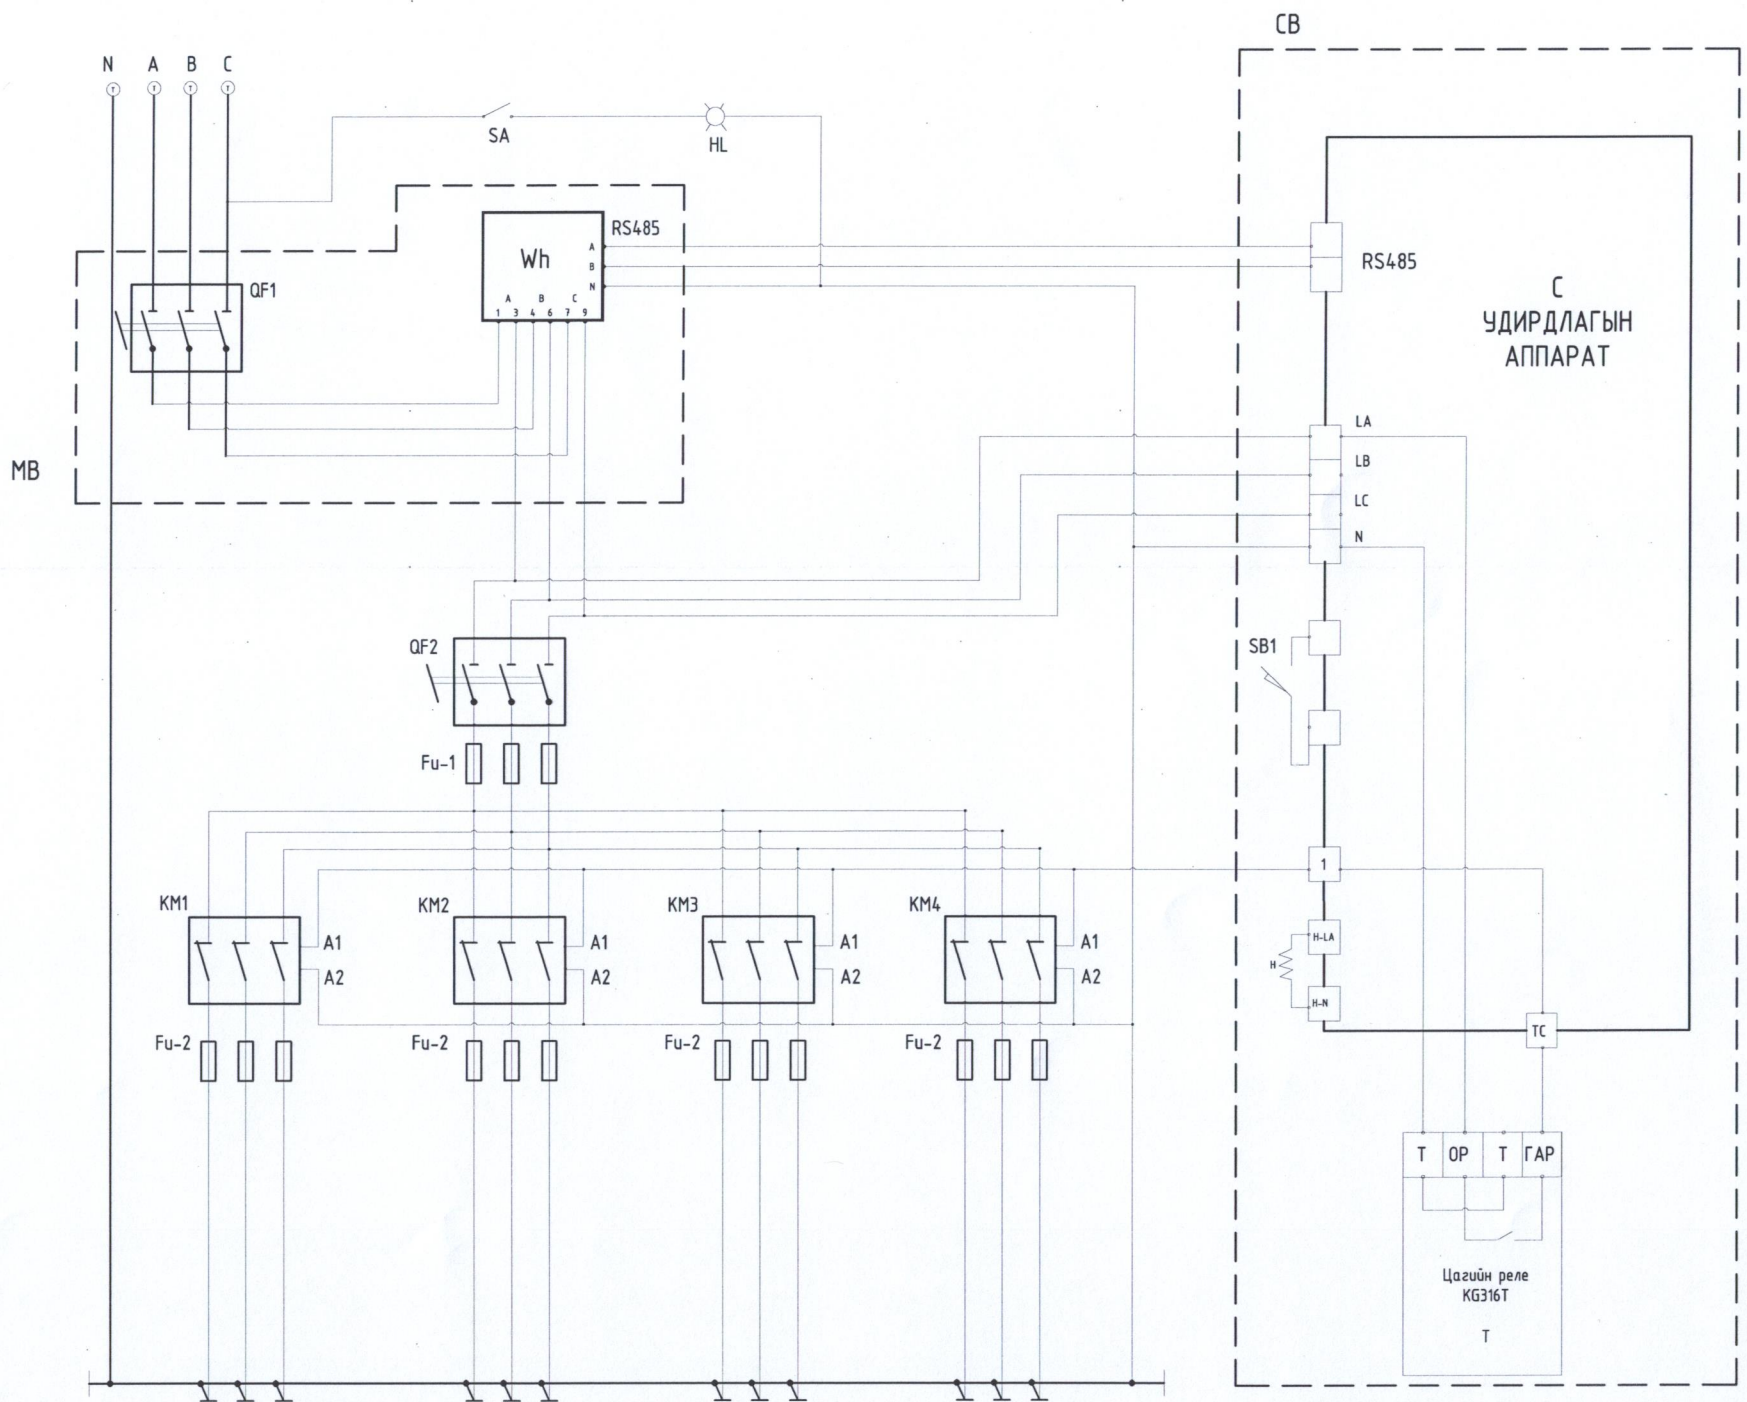 CB
N A B C
SA
HL
RS485
Wh
A
B
N
A B C
1 3 4 6 7 9
QF1
RS485
С
УДИРДЛАГЫН
АППАРАТ
MB
LA
LB
LC
N
QF2
SB1
Fu-1
1
KM1
KM2
KM3
KM4
A1
A2
A1
A2
A1
A2
A1
A2
H-LA
H
H-N
TC
Fu-2
Fu-2
Fu-2
Fu-2
Т ОР Т ГАР
Цагийн реле
KG316T
T